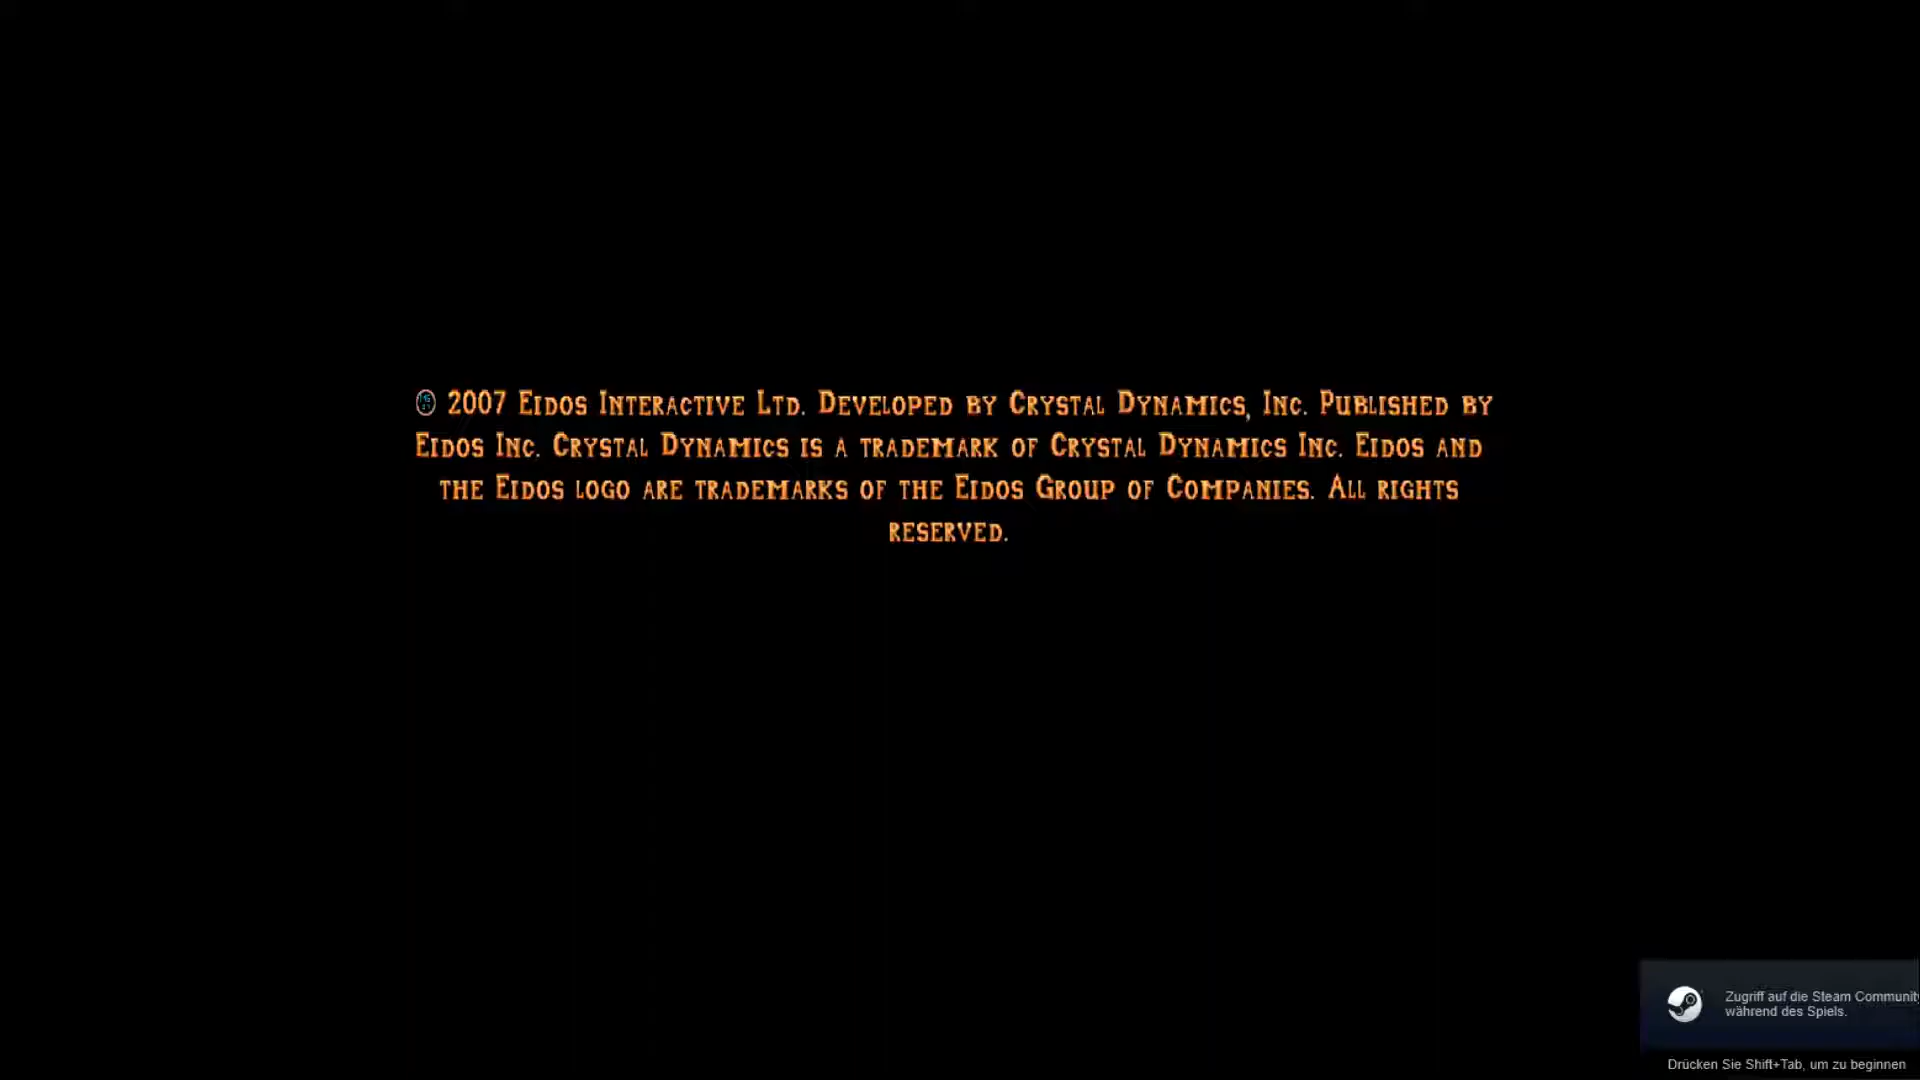 © 2007 Eidos Interactive Ltd. Developed by Crystal Dynamics, Inc. Published by
Eidos Inc. Crystal Dynamics is a trademark of Crystal Dynamics Inc. Eidos and
the Eidos logo are trademarks of the Eidos Group of Companies. All rights
reserved.
Zugriff auf die Steam Communit
während des Spiels.
Drücken Sie Shift+Tab, um zu beginnen